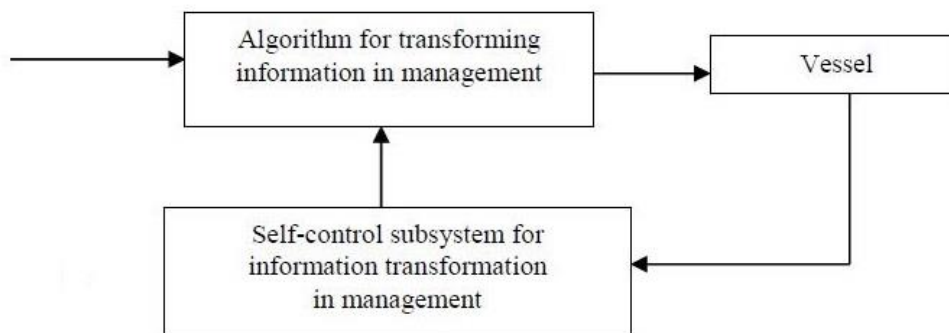 Algorithm for transforming
information in management
Vessel
Self-control subsystem for
information transformation
in management